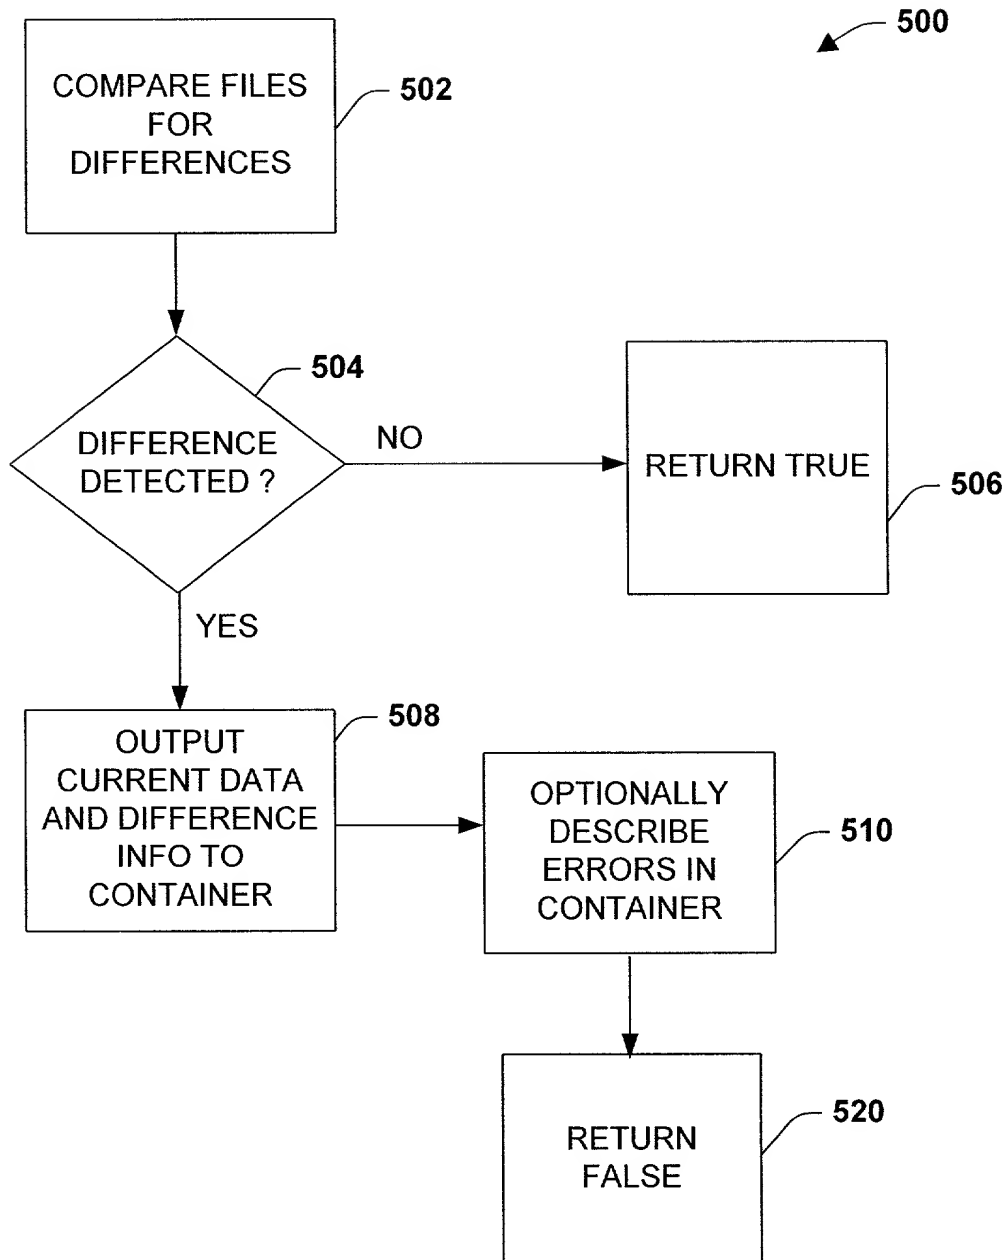 500
COMPARE FILES
FOR
DIFFERENCES
502
504
DIFFERENCE
DETECTED ?
NO
RETURN TRUE
506
YES
508
OUTPUT
CURRENT DATA
AND DIFFERENCE
INFO TO
CONTAINER
OPTIONALLY
DESCRIBE
ERRORS IN
CONTAINER
510
RETURN
FALSE
520